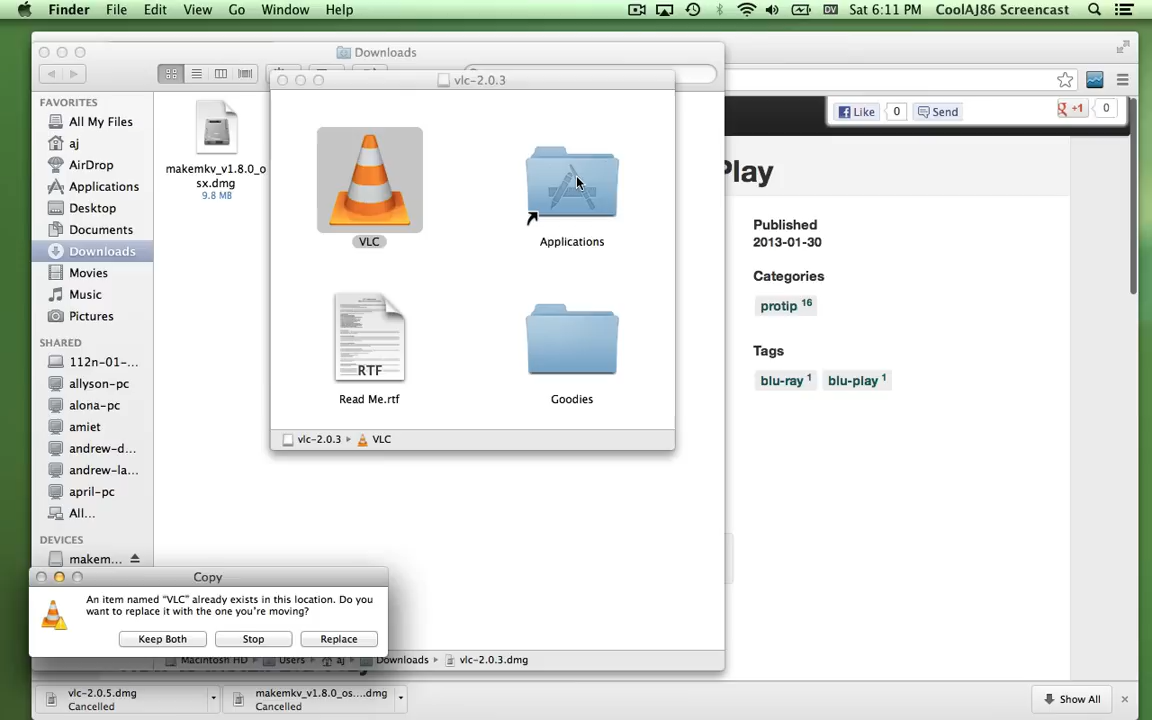 Finder File Edit View Go Window Help
DV Sat 6:11 PM CoolAJ86 Screencast
Downloads
vlc-2.0.3
Like 0 Send +1 0
FAVORITES
All My Files
aj
AirDrop
Applications
Desktop
Documents
Downloads
Movies
Music
Pictures
SHARED
112n-01-...
allyson-pc
alona-pc
amiet
andrew-d...
andrew-la...
april-pc
All...
DEVICES
makem...
makemkv_v1.8.0_o
sx.dmg
9.8 MB
VLC
Applications
RTF
Read Me.rtf
Goodies
vlc-2.0.3 VLC
Play
Published
2013-01-30
Categories
protip 16
Tags
blu-ray 1 blu-play 1
Copy
An item named “VLC” already exists in this location. Do you
want to replace it with the one you’re moving?
Keep Both Stop Replace
Macintosh HD Users aj Downloads vlc-2.0.3.dmg
vlc-2.0.5.dmg
Cancelled
makemkv_v1.8.0_os....dmg
Cancelled
Show All